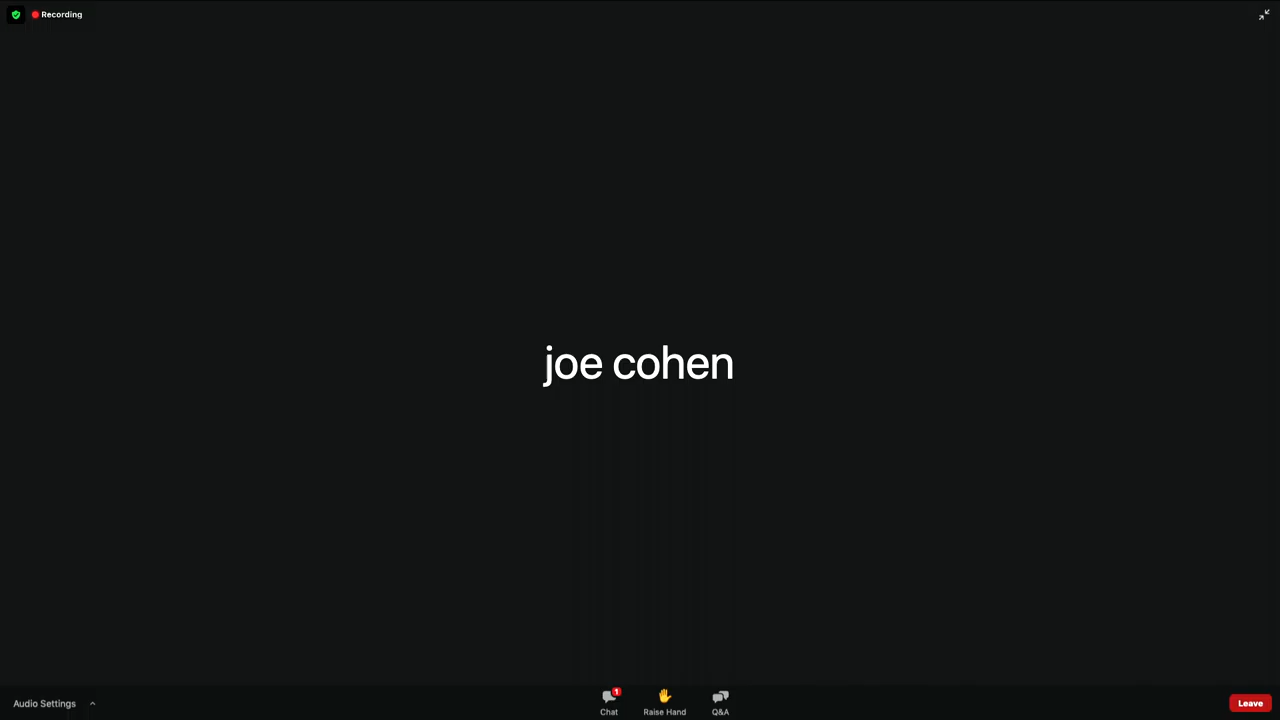 Recording
joe cohen
Audio Settings
1
Chat
Raise Hand
Q&A
Leave